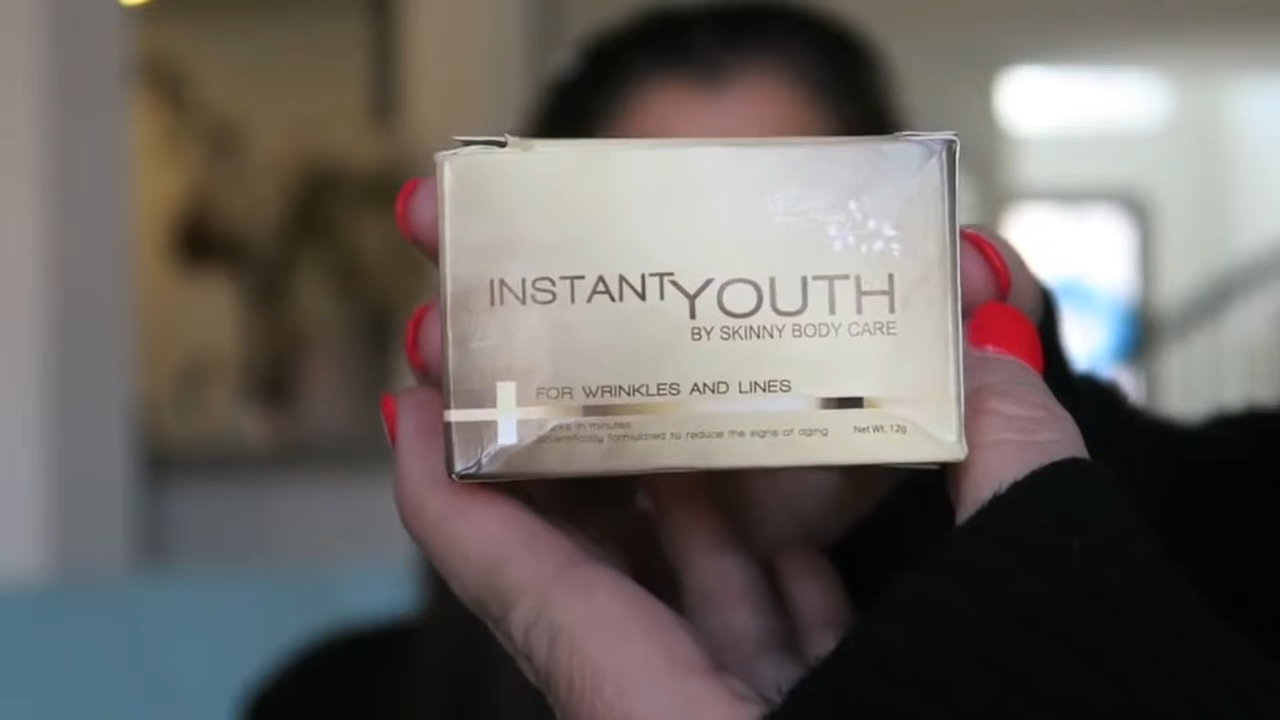 INSTANTYOUTH
BY SKINNY BODY CARE
FOR WRINKLES AND LINES
in minutes
scientifically formulated to reduce the signs of aging
Net Wt. 12g